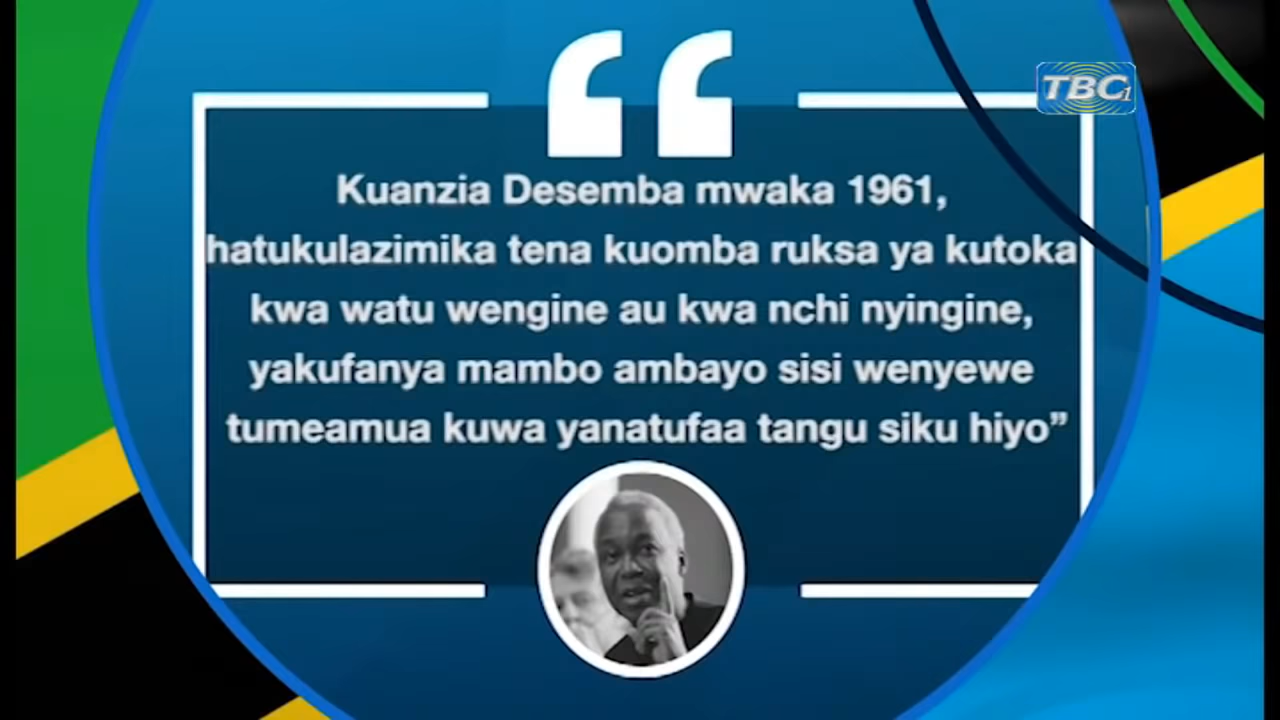 “
TBC1
Kuanzia Desemba mwaka 1961,
hatukulazimika tena kuomba ruksa ya kutoka
kwa watu wengine au kwa nchi nyingine,
yakufanya mambo ambayo sisi wenyewe
tumeamua kuwa yanatufaa tangu siku hiyo”